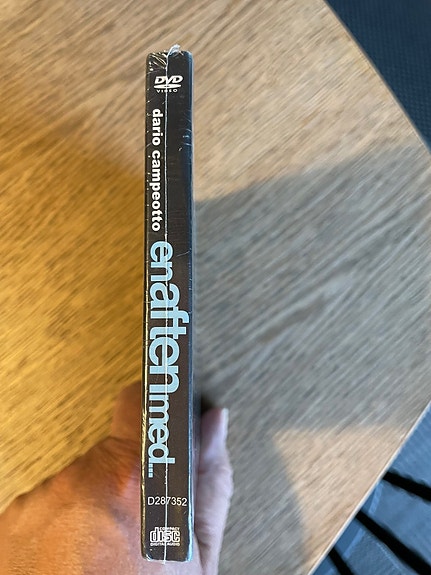 DVD
VIDEO
dario campeotto
enaftenmed...
D287352
COMPACT
disc
DIGITAL AUDIO